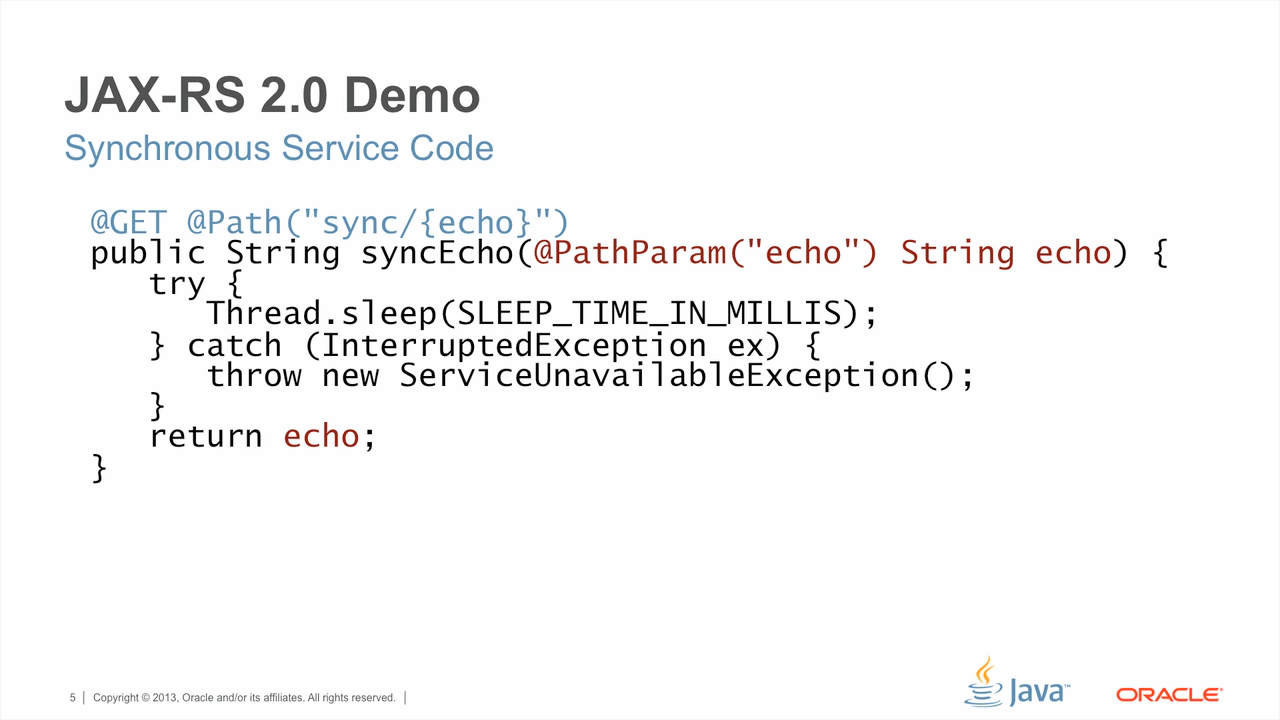 JAX-RS 2.0 Demo
Synchronous Service Code
@GET @Path("sync/{echo}")
public String syncEcho(@PathParam("echo") String echo) {
   try {
      Thread.sleep(SLEEP_TIME_IN_MILLIS);
   } catch (InterruptedException ex) {
      throw new ServiceUnavailableException();
   }
   return echo;
}
5 | Copyright © 2013, Oracle and/or its affiliates. All rights reserved. |
Java™
ORACLE®